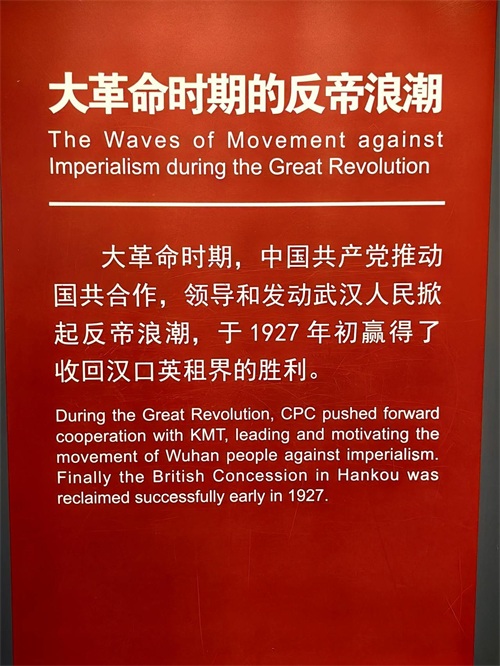 大革命时期的反帝浪潮
The Waves of Movement against
Imperialism during the Great Revolution
大革命时期，中国共产党推动
国共合作，领导和发动武汉人民掀
起反帝浪潮，于 1927 年初赢得了
收回汉口英租界的胜利。
During the Great Revolution, CPC pushed forward
cooperation with KMT, leading and motivating the
movement of Wuhan people against imperialism.
Finally the British Concession in Hankou was
reclaimed successfully early in 1927.